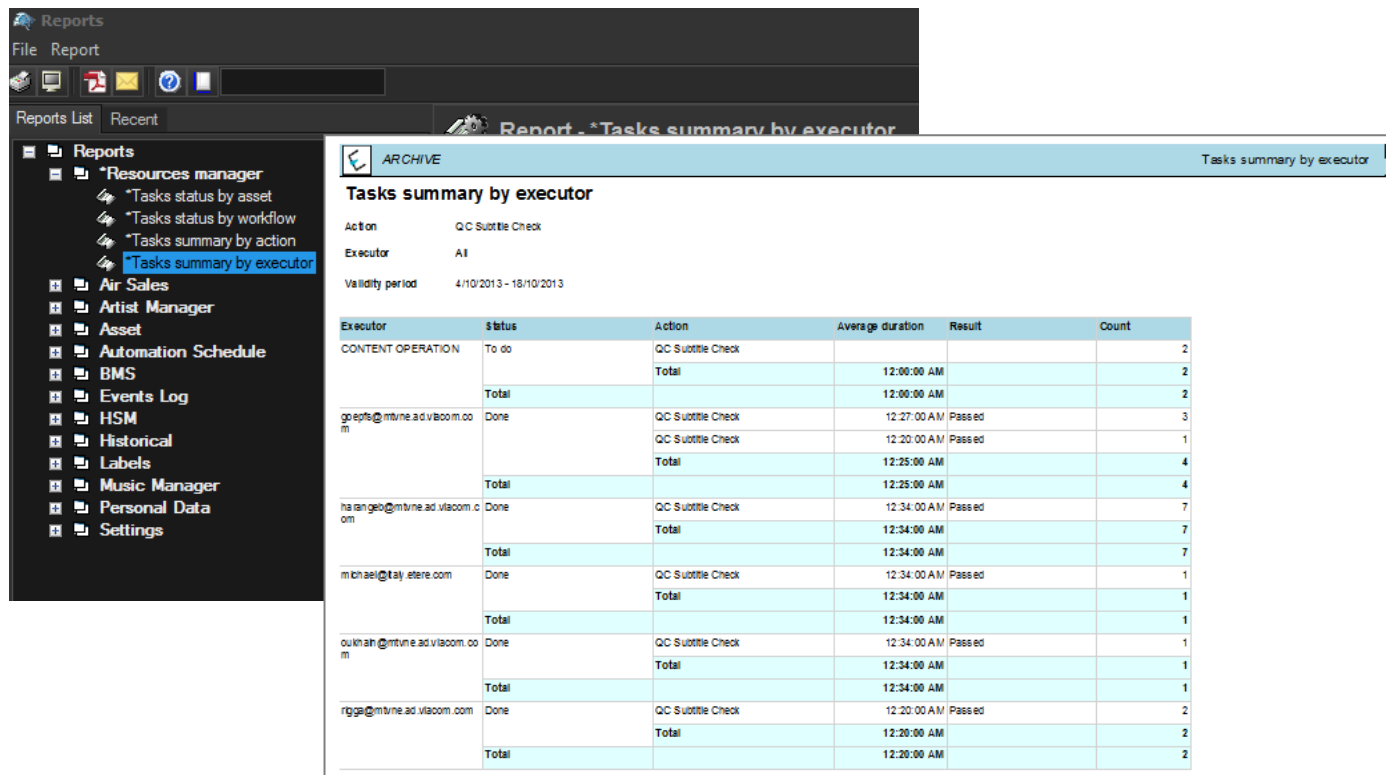 Reports
File Report
Reports List Recent
Report - *Tasks summary by executor
Reports
*Resources manager
*Tasks status by asset
*Tasks status by workflow
*Tasks summary by action
*Tasks summary by executor
Air Sales
Artist Manager
Asset
Automation Schedule
BMS
Events Log
HSM
Historical
Labels
Music Manager
Personal Data
Settings
ARCHIVE Tasks summary by executor
Tasks summary by executor
Action QC Subtitle Check
Executor All
Validity period 4/10/2013 - 18/10/2013
Executor Status Action Average duration Result Count
CONTENT OPERATION To do QC Subtitle Check 2
Total 12:00:00 AM 2
Total 12:00:00 AM 2
goepfs@mtvne.ad.viacom.co Done QC Subtitle Check 12:27:00 AM Passed 3
m
QC Subtitle Check 12:20:00 AM Passed 1
Total 12:25:00 AM 4
Total 12:25:00 AM 4
harangeb@mtvne.ad.viacom.c Done QC Subtitle Check 12:34:00 AM Passed 7
om
Total 12:34:00 AM 7
Total 12:34:00 AM 7
michael@italy.etere.com Done QC Subtitle Check 12:34:00 AM Passed 1
Total 12:34:00 AM 1
Total 12:34:00 AM 1
oukhain@mtvne.ad.viacom.co Done QC Subtitle Check 12:34:00 AM Passed 1
m
Total 12:34:00 AM 1
Total 12:34:00 AM 1
rigga@mtvne.ad.viacom.com Done QC Subtitle Check 12:20:00 AM Passed 2
Total 12:20:00 AM 2
Total 12:20:00 AM 2